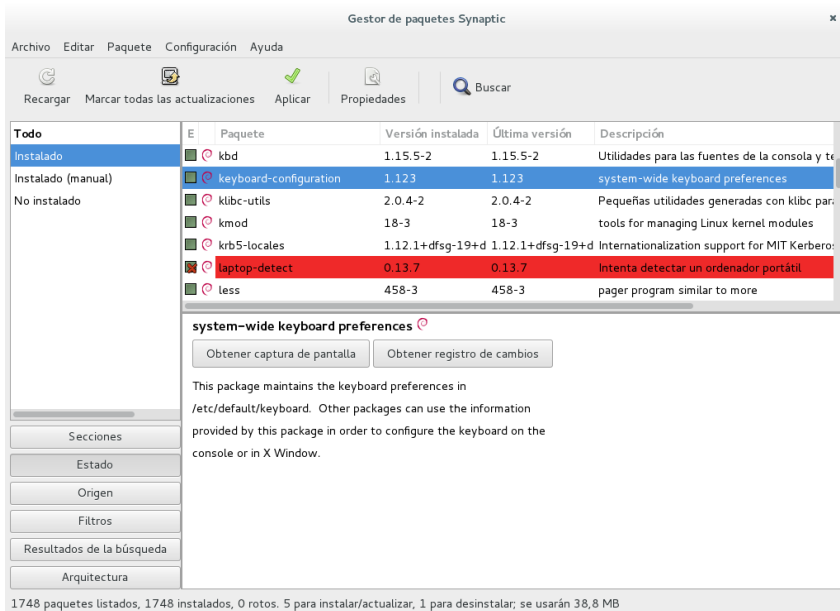 Gestor de paquetes Synaptic
Archivo Editar Paquete Configuración Ayuda
Recargar Marcar todas las actualizaciones Aplicar Propiedades Buscar
Todo
Instalado
Instalado (manual)
No instalado
E Paquete Versión instalada Última versión Descripción
kbd 1.15.5-2 1.15.5-2 Utilidades para las fuentes de la consola y te
keyboard-configuration 1.123 1.123 system-wide keyboard preferences
klibc-utils 2.0.4-2 2.0.4-2 Pequeñas utilidades generadas con klibc par
kmod 18-3 18-3 tools for managing Linux kernel modules
krb5-locales 1.12.1+dfsg-19+d 1.12.1+dfsg-19+d Internationalization support for MIT Kerbero
laptop-detect 0.13.7 0.13.7 Intenta detectar un ordenador portátil
less 458-3 458-3 pager program similar to more
system-wide keyboard preferences
Obtener captura de pantalla Obtener registro de cambios
This package maintains the keyboard preferences in
/etc/default/keyboard. Other packages can use the information
provided by this package in order to configure the keyboard on the
console or in X Window.
Secciones
Estado
Origen
Filtros
Resultados de la búsqueda
Arquitectura
1748 paquetes listados, 1748 instalados, 0 rotos. 5 para instalar/actualizar, 1 para desinstalar; se usarán 38,8 MB